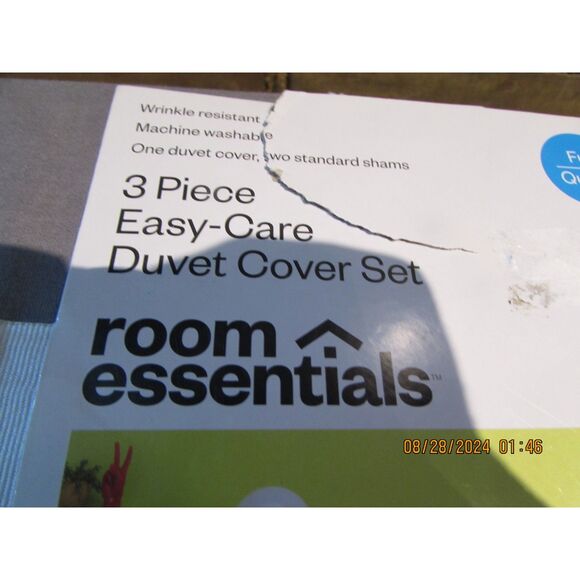 Wrinkle resistant
Machine washable
One duvet cover, two standard shams
3 Piece
Easy-Care
Duvet Cover Set
room
essentials™
08/28/2024 01:46